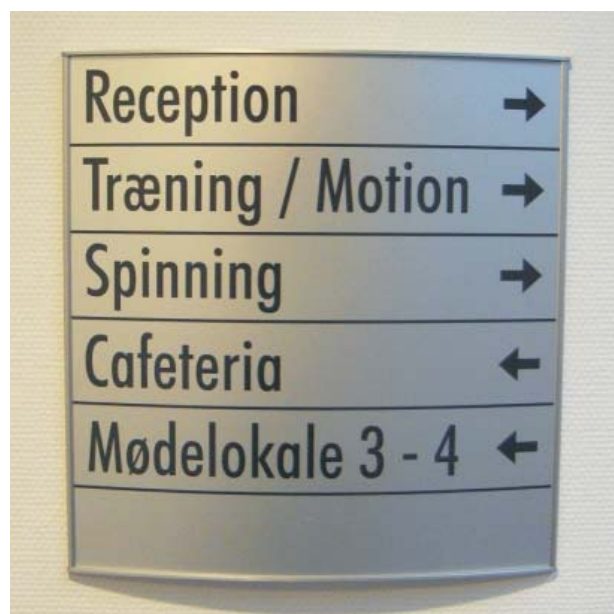 Reception →
Træning / Motion →
Spinning →
Cafeteria ←
Mødelokale 3 - 4 ←